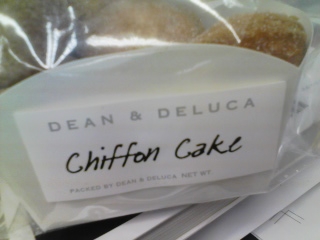 DEAN & DELUCA
Chiffon Cake
PACKED BY DEAN & DELUCA NET WT